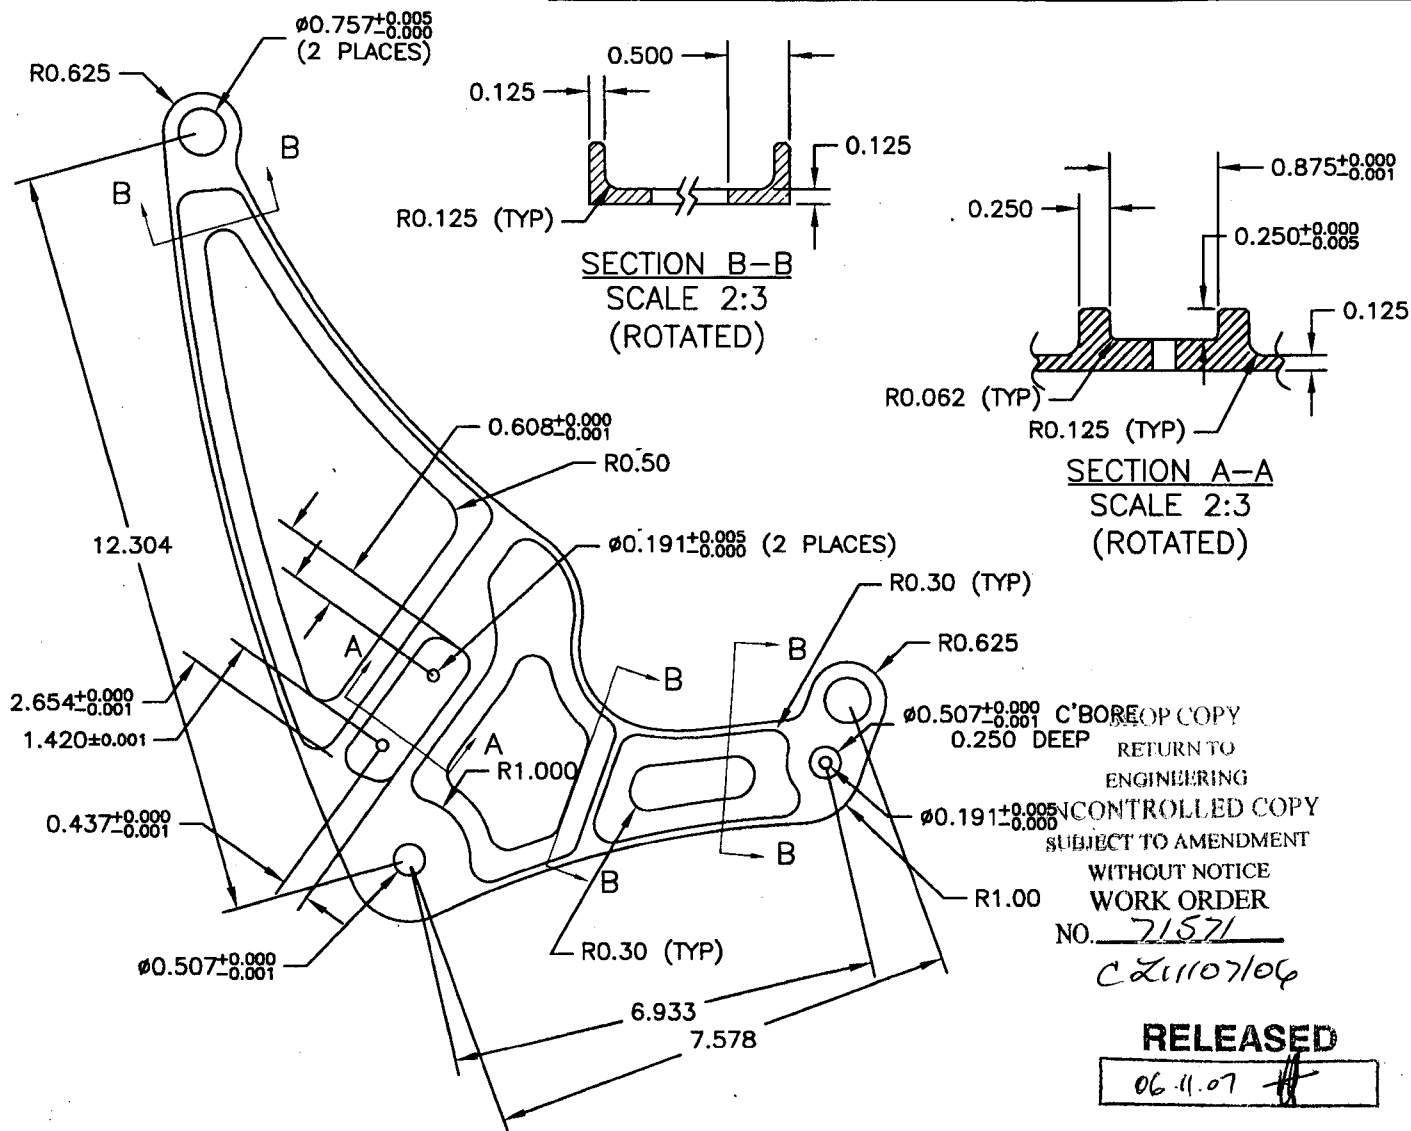 ø0.757+0.005 -0.000
(2 PLACES)
R0.625
0.500
0.125
0.125
R0.125 (TYP)
SECTION B-B
SCALE 2:3
(ROTATED)
0.875+0.000 -0.001
0.250
0.250+0.000 -0.005
0.125
R0.062 (TYP)
R0.125 (TYP)
SECTION A-A
SCALE 2:3
(ROTATED)
B
B
0.608+0.000 -0.001
R0.50
12.304
ø0.191+0.005 -0.000 (2 PLACES)
R0.30 (TYP)
R0.625
A
A
B
B
B
B
2.654+0.000 -0.001
1.420±0.001
R1.000
ø0.507+0.000 -0.001 C'BORE
0.250 DEEP
0.437+0.000 -0.001
ø0.191+0.005 -0.000
R1.00
ø0.507+0.000 -0.001
R0.30 (TYP)
6.933
7.578
COPY
RETURN TO
ENGINEERING
NCONTROLLED COPY
SUBJECT TO AMENDMENT
WITHOUT NOTICE
WORK ORDER
NO. 71571
RELEASED
06.11.07